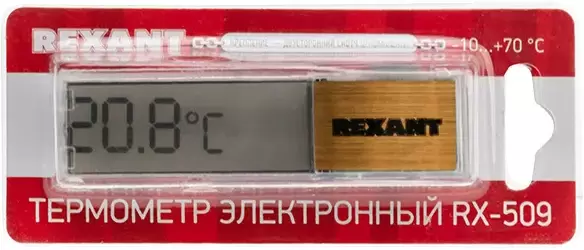 REXANT
-10...+70 °C
20.8°C
REXANT
ТЕРМОМЕТР ЭЛЕКТРОННЫЙ RX-509